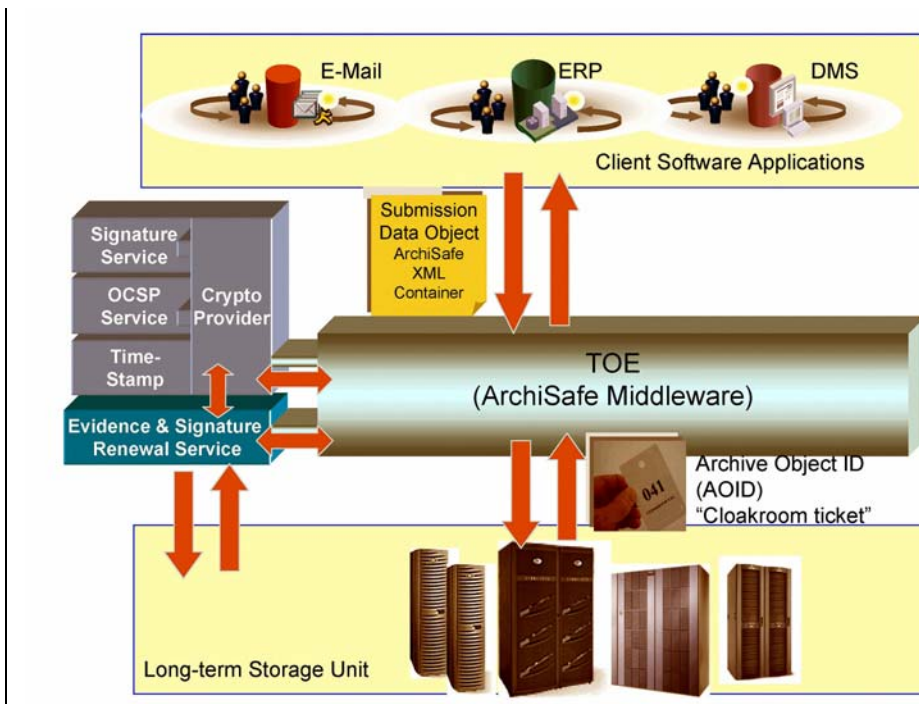 E-Mail
ERP
DMS
Client Software Applications
Submission
Data Object
ArchiSafe
XML
Container
Signature
Service
OCSP
Service
Time-
Stamp
Crypto
Provider
Evidence & Signature
Renewal Service
TOE
(ArchiSafe Middleware)
041
Archive Object ID
(AOID)
“Cloakroom ticket”
Long-term Storage Unit